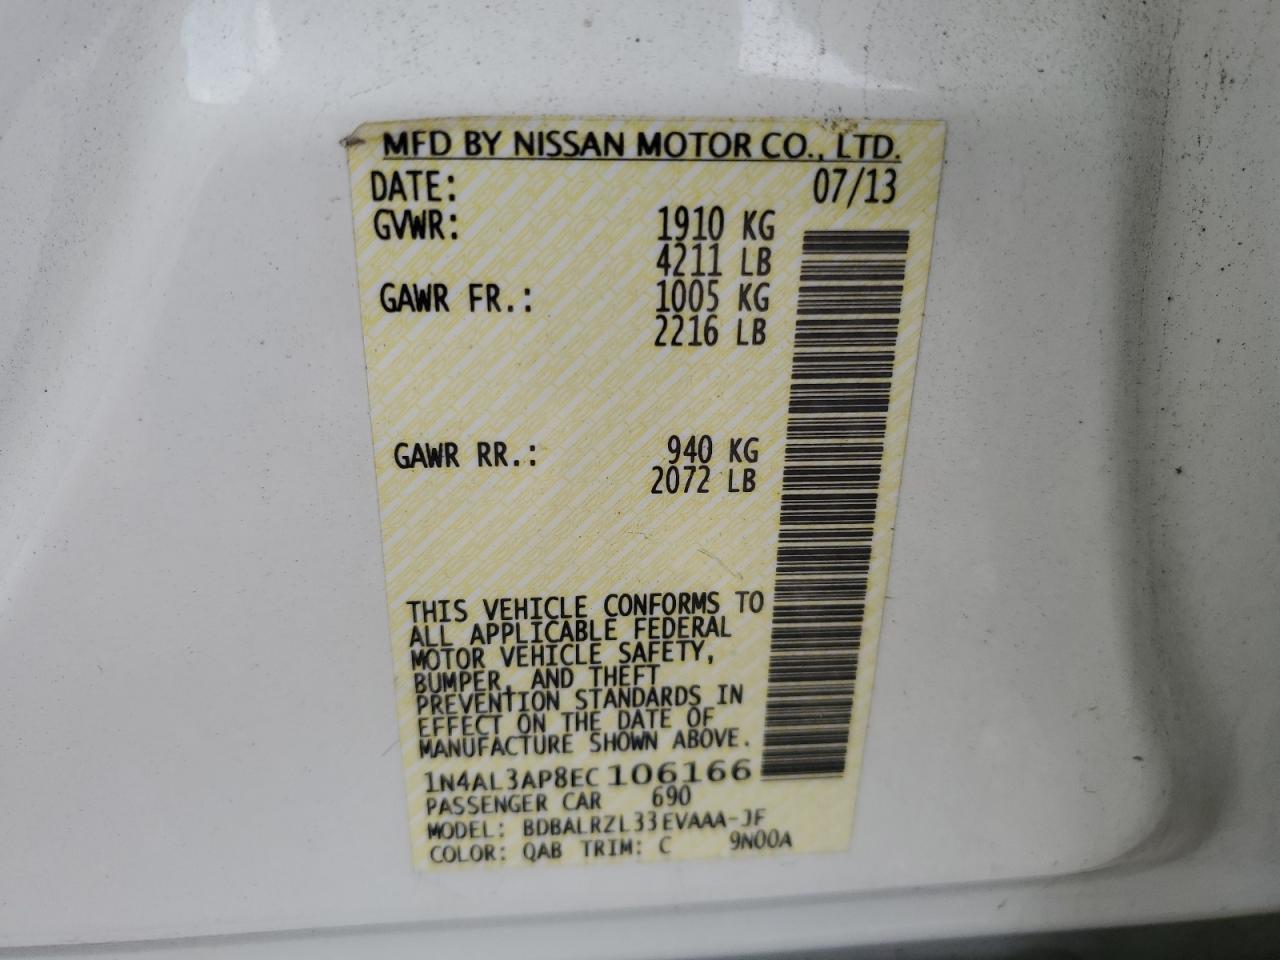 MFD BY NISSAN MOTOR CO., LTD.
DATE: 07/13
GVWR: 1910 KG
4211 LB
GAWR FR.: 1005 KG
2216 LB
GAWR RR.: 940 KG
2072 LB
THIS VEHICLE CONFORMS TO
ALL APPLICABLE FEDERAL
MOTOR VEHICLE SAFETY,
BUMPER, AND THEFT
PREVENTION STANDARDS IN
EFFECT ON THE DATE OF
MANUFACTURE SHOWN ABOVE.
1N4AL3AP8EC106166
PASSENGER CAR 690
MODEL: BDBALRZL33EVAAA-JF
COLOR: QAB TRIM: C 9N00A